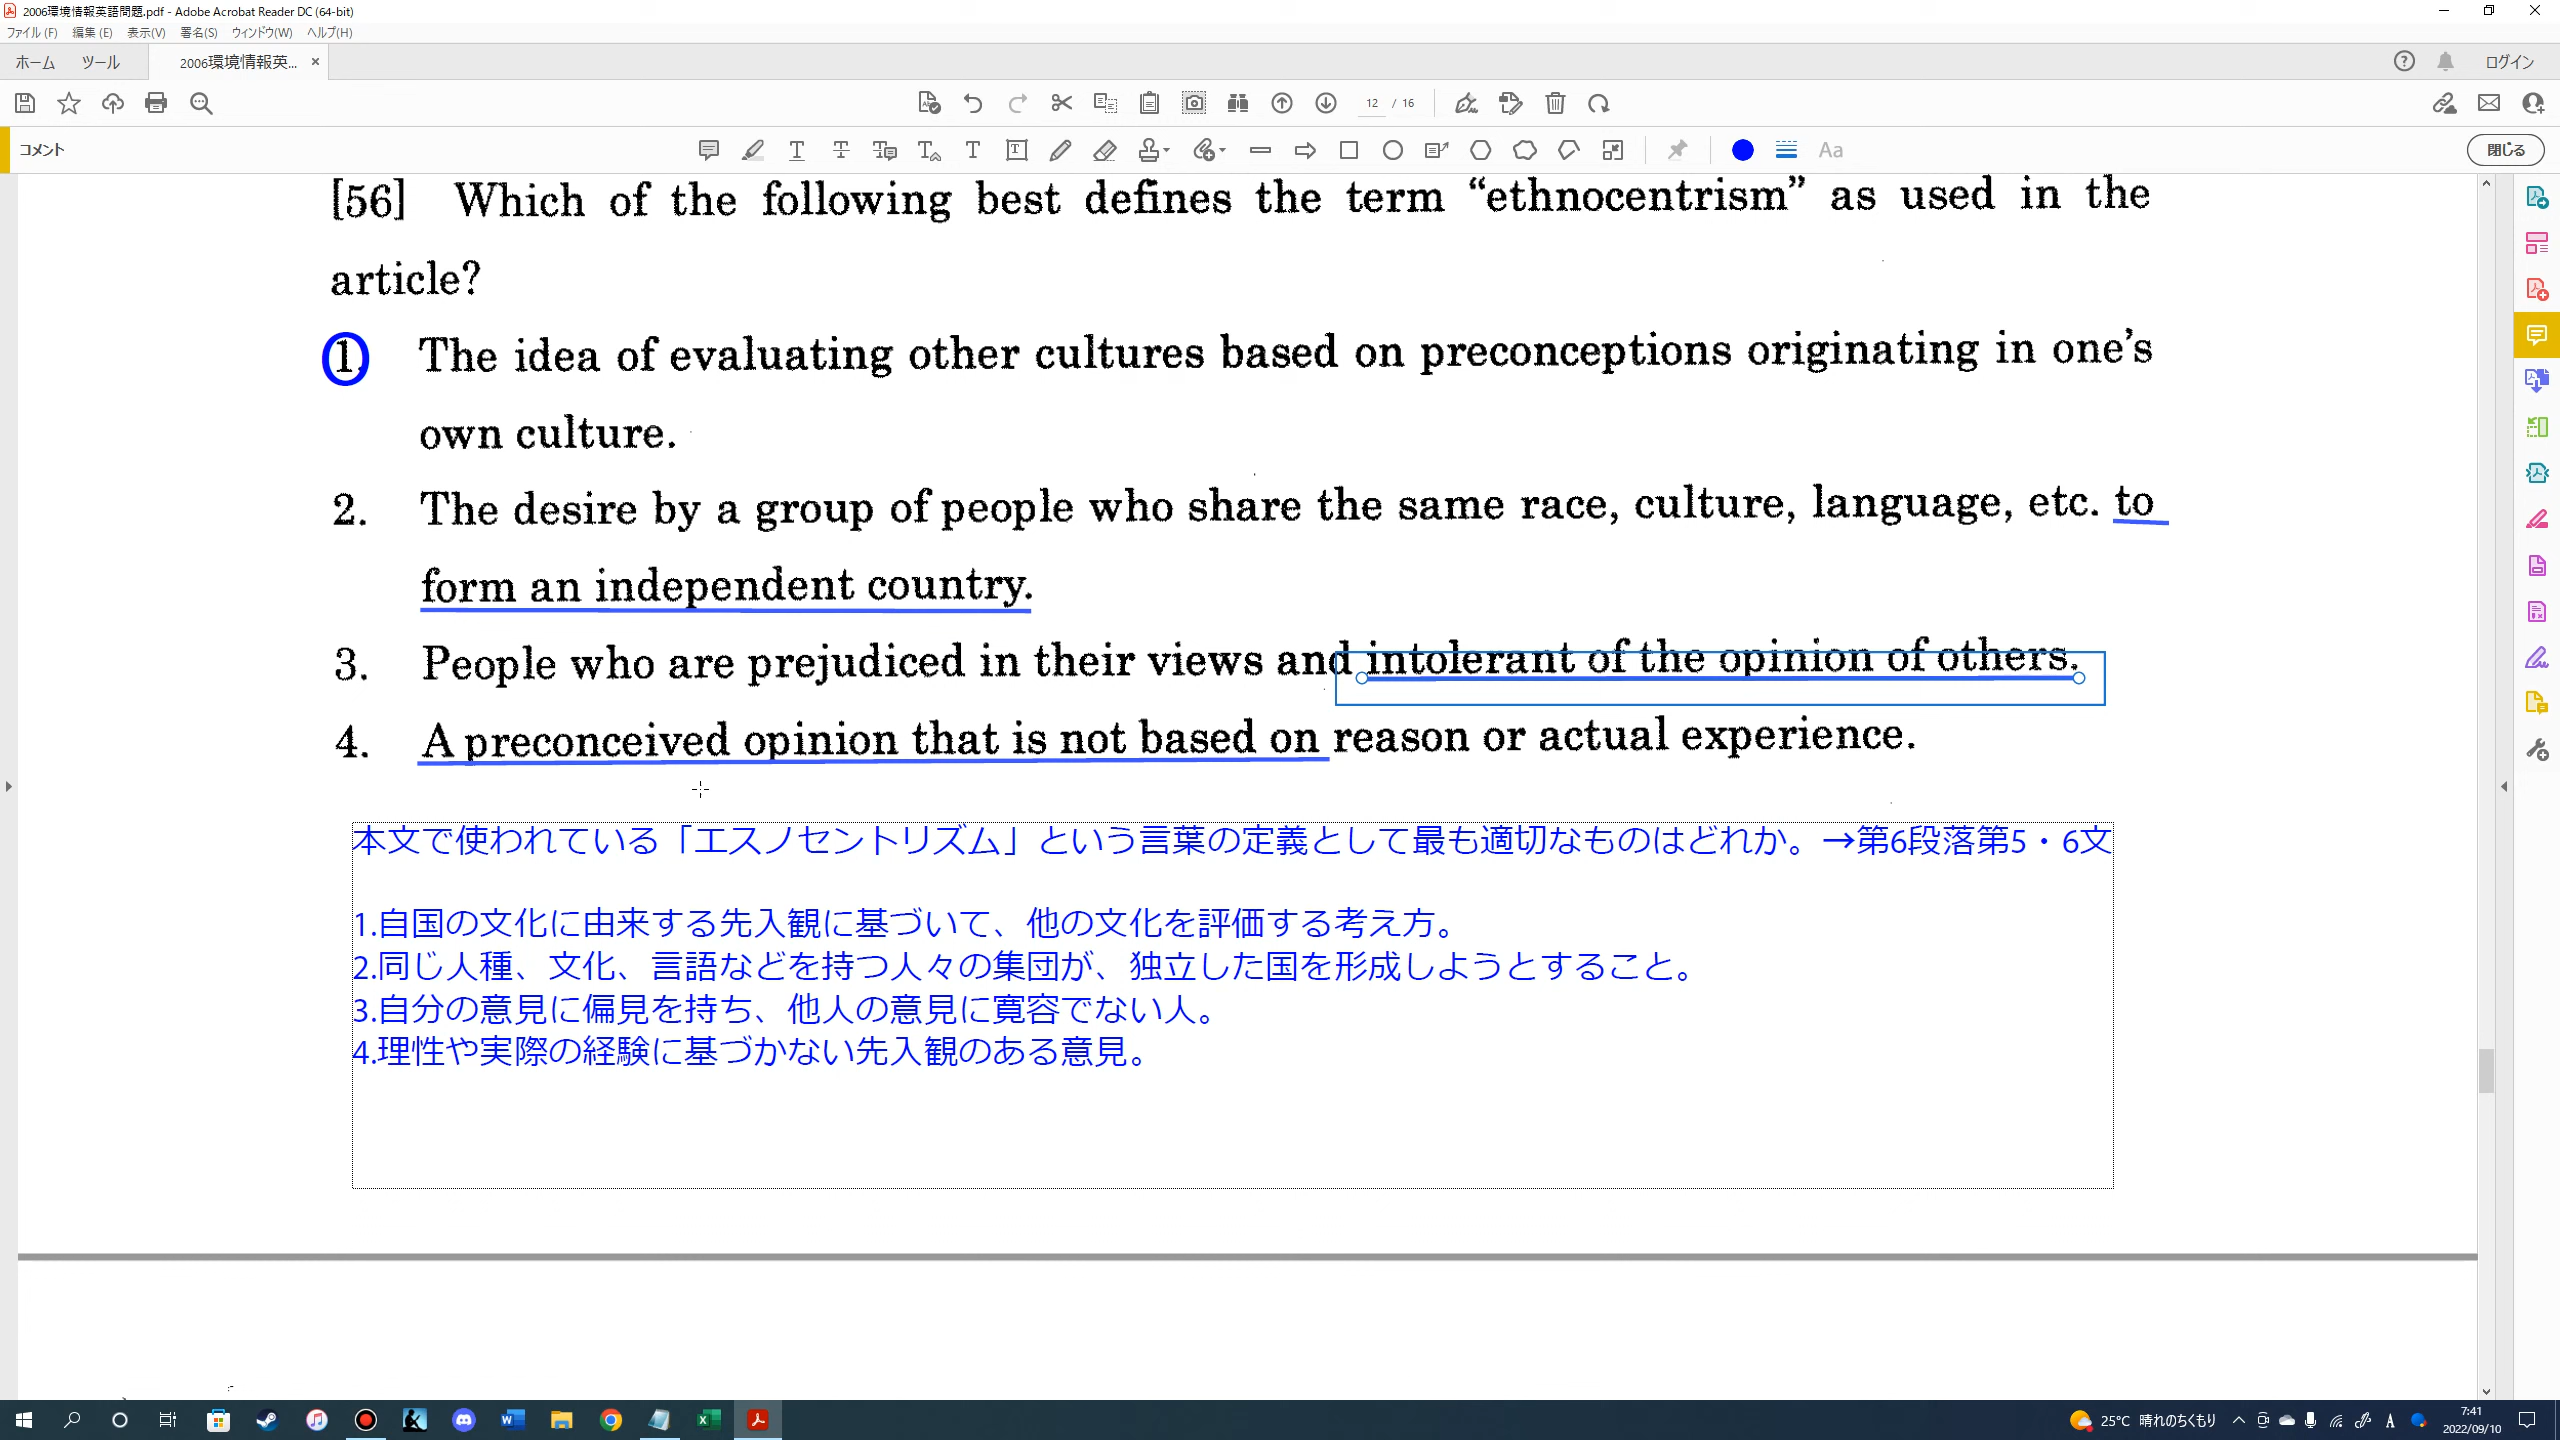 2006環境情報英語問題.pdf - Adobe Acrobat Reader DC (64-bit)
ファイル(F) 編集(E) 表示(V) 署名(S) ウィンドウ(W) ヘルプ(H)
ホーム ツール 2006環境情報英... × ログイン
12 / 16
コメント Aa 閉じる
[56] Which of the following best defines the term “ethnocentrism” as used in the
article?
1. The idea of evaluating other cultures based on preconceptions originating in one's
own culture.
2. The desire by a group of people who share the same race, culture, language, etc. to
form an independent country.
3. People who are prejudiced in their views and intolerant of the opinion of others.
4. A preconceived opinion that is not based on reason or actual experience.
本文で使われている「エスノセントリズム」という言葉の定義として最も適切なものはどれか。→第6段落第5・6文
1.自国の文化に由来する先入観に基づいて、他の文化を評価する考え方。
2.同じ人種、文化、言語などを持つ人々の集団が、独立した国を形成しようとすること。
3.自分の意見に偏見を持ち、他人の意見に寛容でない人。
4.理性や実際の経験に基づかない先入観のある意見。
25°C 晴れのちくもり A 7:41
2022/09/10